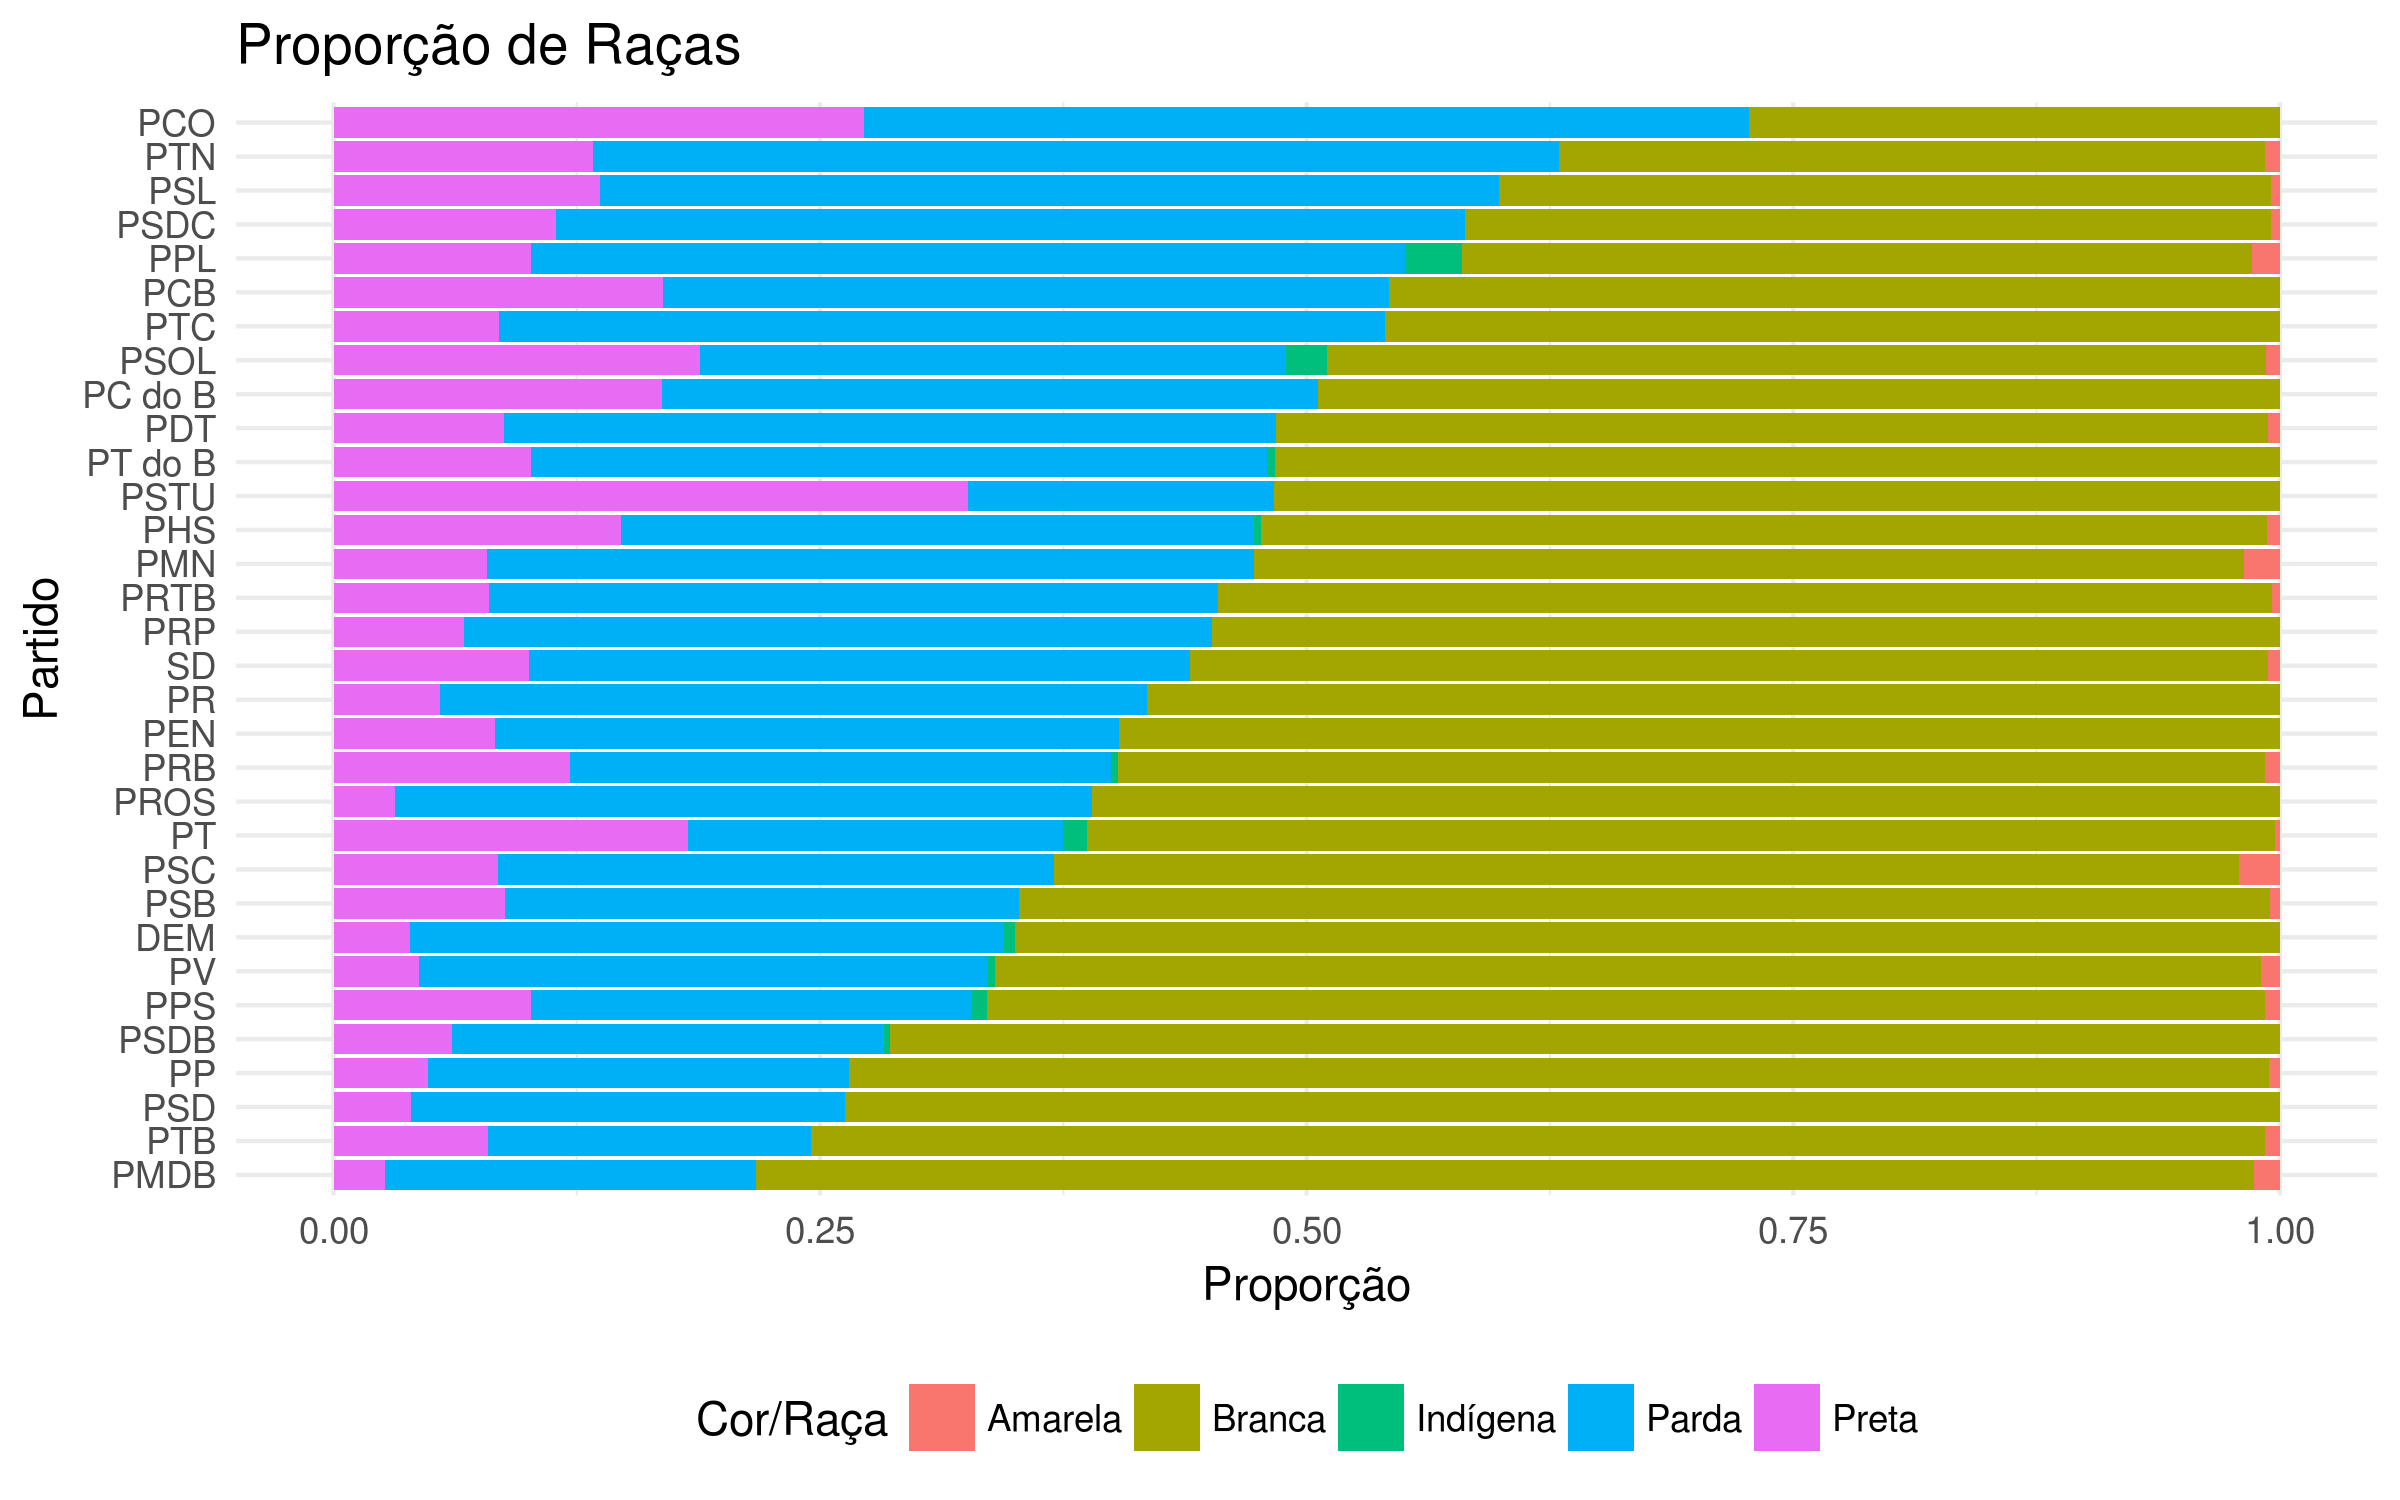 Proporção de Raças
Partido
PCO
PTN
PSL
PSDC
PPL
PCB
PTC
PSOL
PC do B
PDT
PT do B
PSTU
PHS
PMN
PRTB
PRP
SD
PR
PEN
PRB
PROS
PT
PSC
PSB
DEM
PV
PPS
PSDB
PP
PSD
PTB
PMDB
0.00 0.25 0.50 0.75 1.00
Proporção
Cor/Raça Amarela Branca Indígena Parda Preta